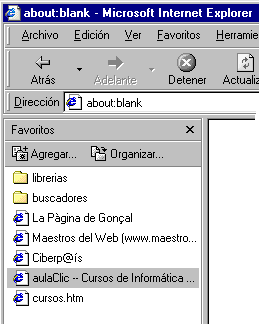 about:blank - Microsoft Internet Explorer
Archivo Edición Ver Favoritos Herramie
Atrás Adelante Detener Actualiz
Dirección about:blank
Favoritos
Agregar... Organizar...
librerias
buscadores
La Pàgina de Gonçal
Maestros del Web (www.maestro...
Ciberp@ís
aulaClic -- Cursos de Informática ...
cursos.htm